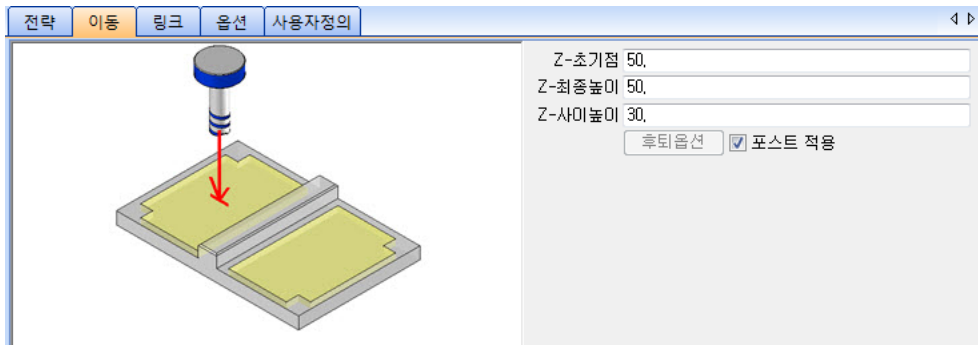 전략 이동 링크 옵션 사용자정의
Z-초기점 50,
Z-최종높이 50,
Z-사이높이 30,
후퇴옵션 포스트 적용